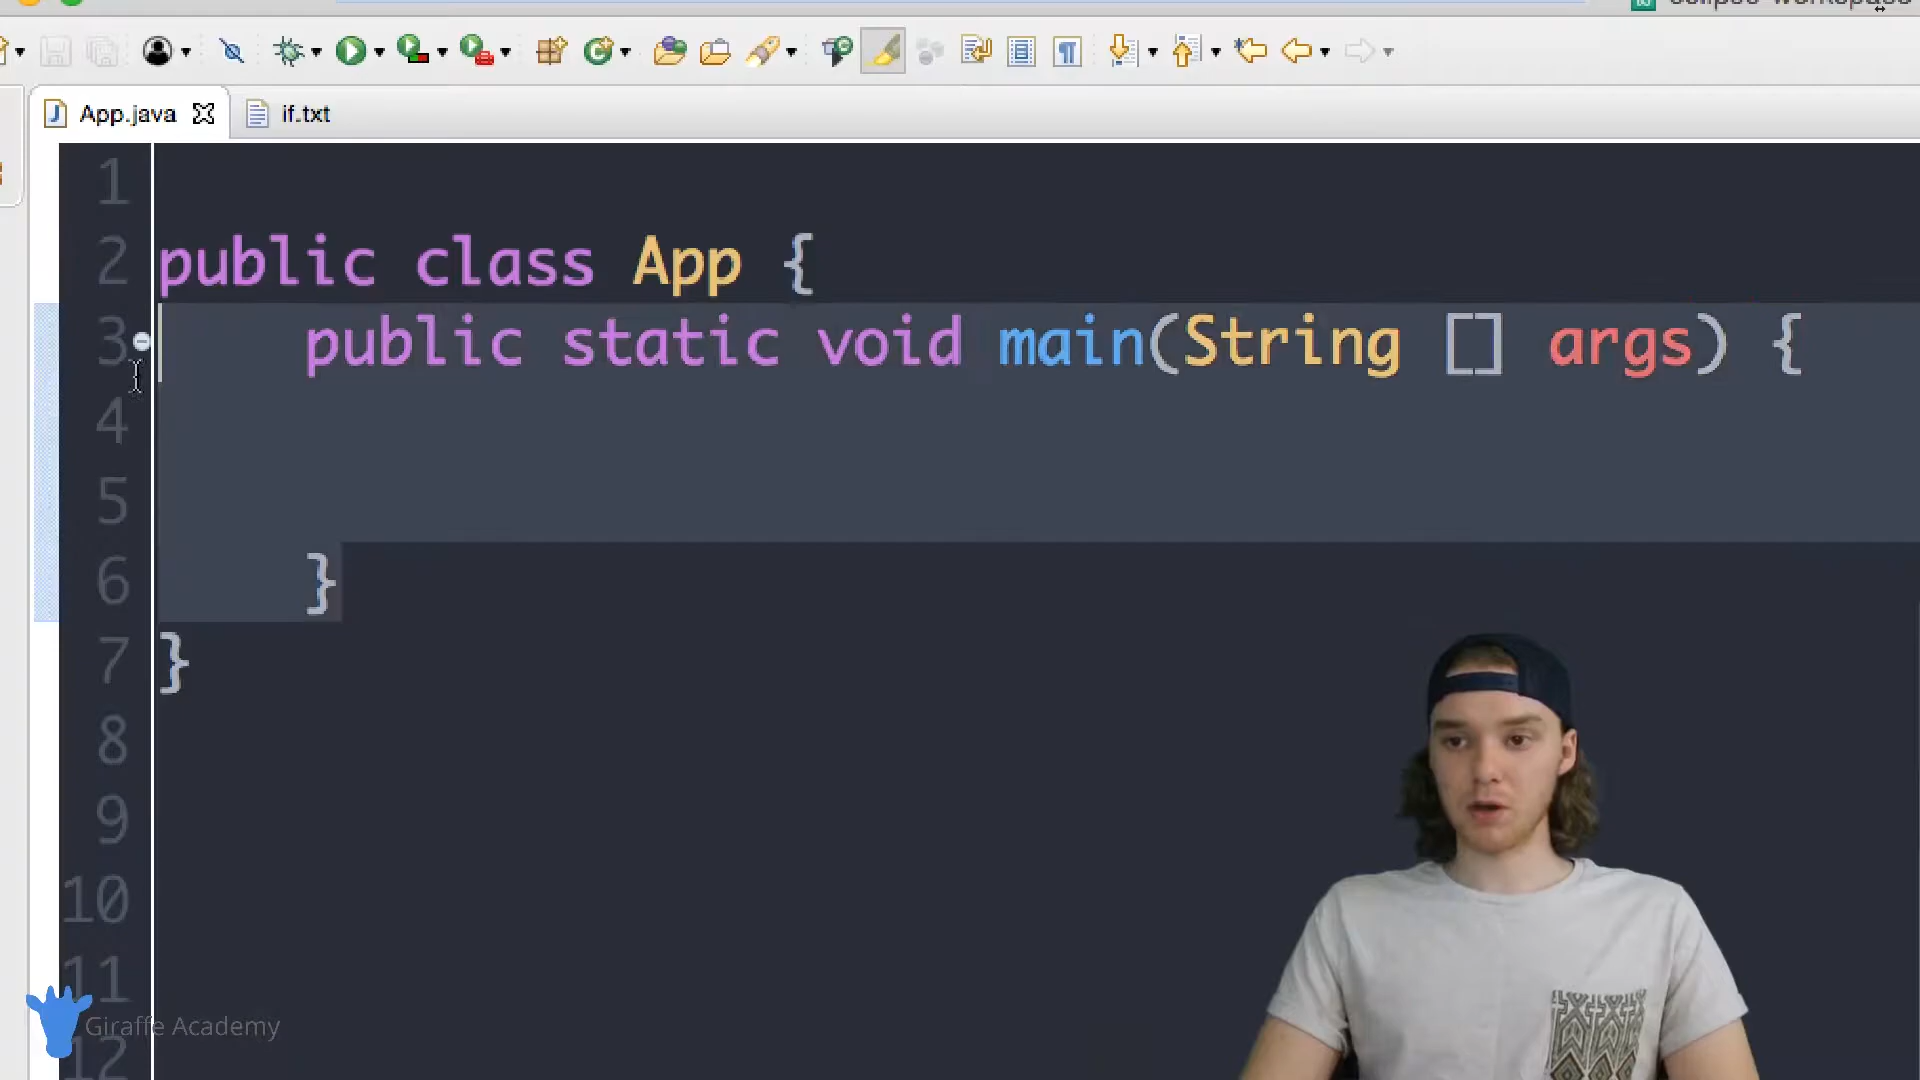 App.java
if.txt
1
2 public class App {
3 public static void main(String [] args) {
4
5
6 }
7 }
8
9
10
11
Giraffe Academy
12